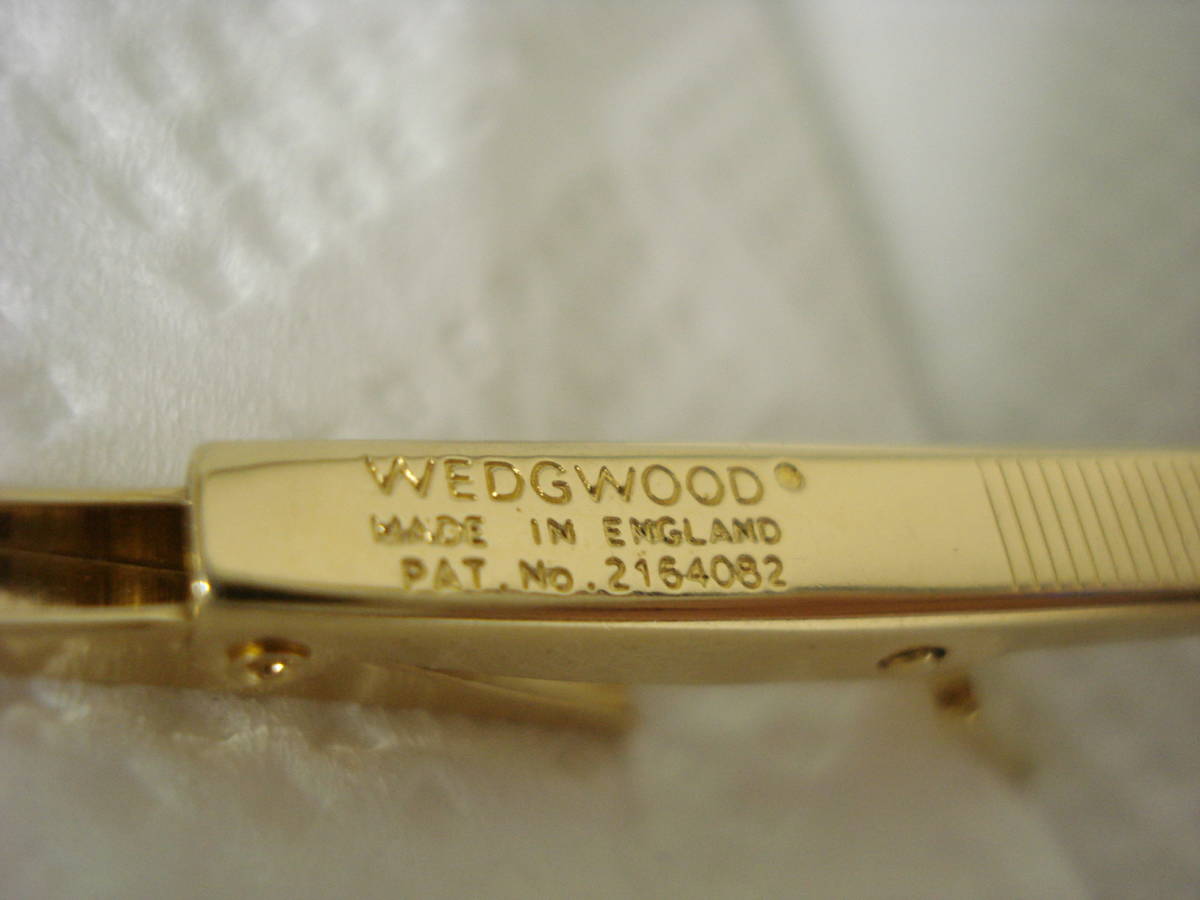 WEDGWOOD®
MADE IN ENGLAND
PAT. No. 2164082